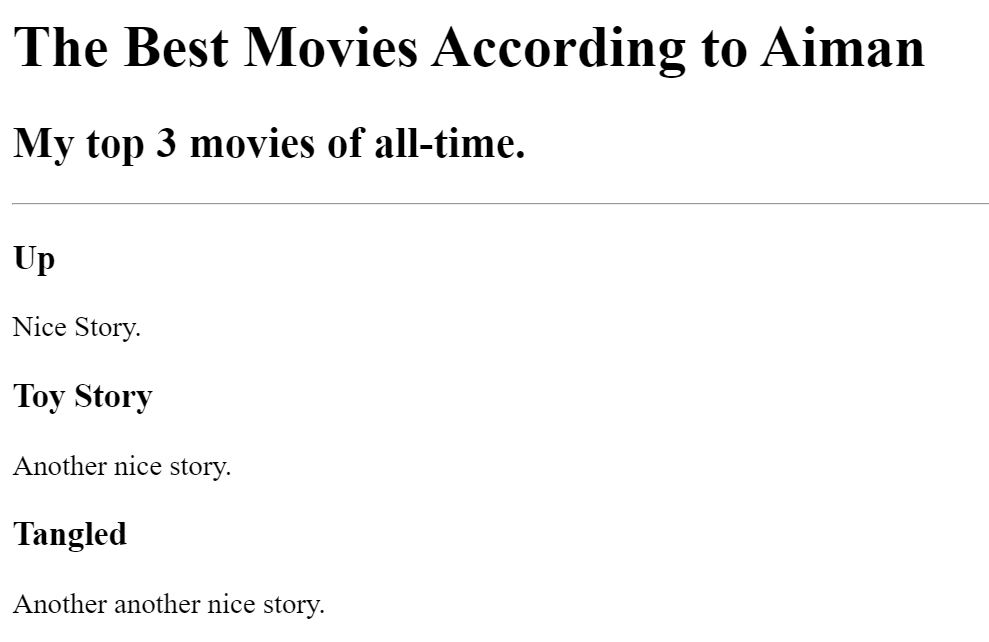 The Best Movies According to Aiman
My top 3 movies of all-time.
Up
Nice Story.
Toy Story
Another nice story.
Tangled
Another another nice story.